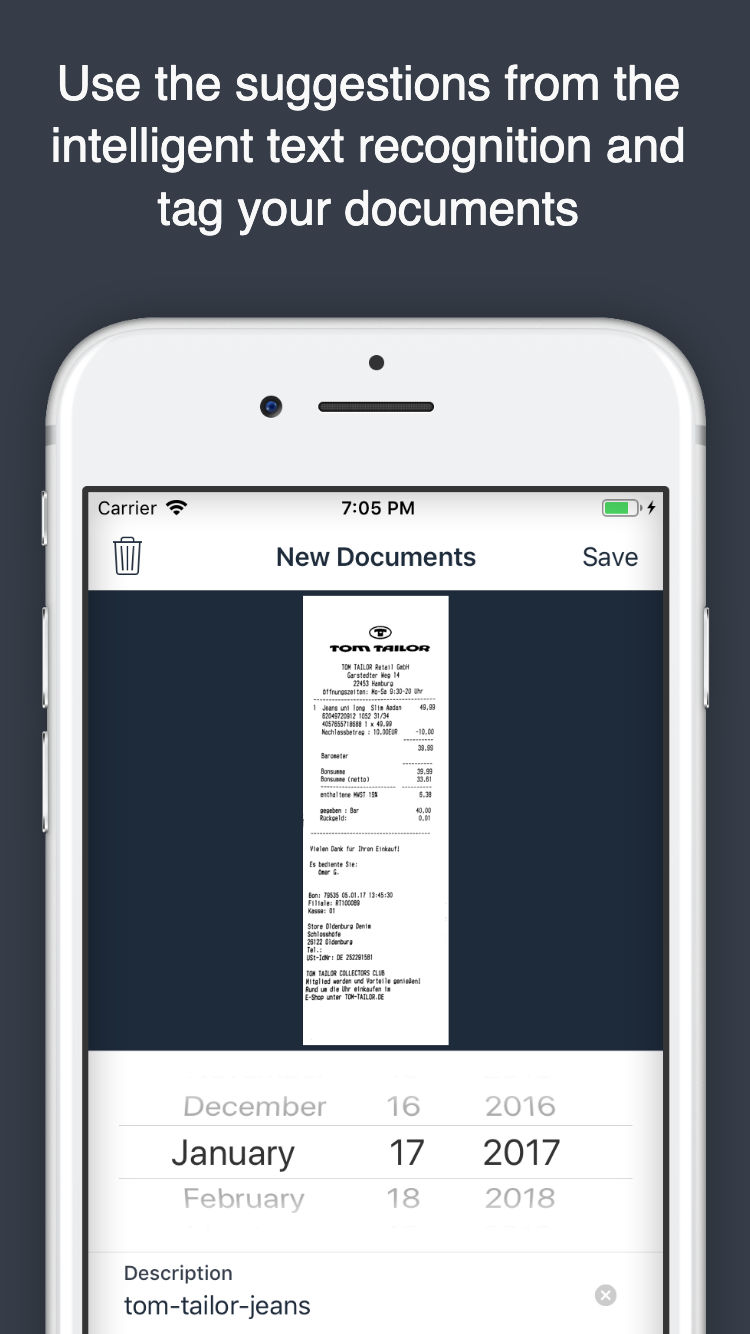 Use the suggestions from the
intelligent text recognition and
tag your documents
Carrier 7:05 PM
New Documents Save
TOM TAILOR
TOM TAILOR Retail GmbH
Garstedter Weg 14
22453 Hamburg
Öffnungszeiten: Mo-Sa 9:30-20 Uhr
1 Jeans uni long Slim Aedan 49,99
62049720912 1052 31/34
4057655718688 1 x 49.99
Nachlassbetrag : 10.00EUR -10.00
39.99
Barometer
Bonsumme 39,99
Bonsumme (netto) 33.61
enthaltene MWST 19% 6.38
gegeben : Bar 40.00
Rückgeld: 0.01
Vielen Dank für Ihren Einkauf!
Es bediente Sie:
Omar G.
Bon: 79535 05.01.17 13:45:30
Filiale: RT100089
Kasse: 01
Store Oldenburg Denim
Schlosshöfe
26122 Oldenburg
Tel.:
USt-IdNr: DE 252291581
TOM TAILOR COLLECTORS CLUB
Mitglied werden und Vorteile genießen!
Rund um die Uhr einkaufen im
E-Shop unter TOM-TAILOR.DE
December 16 2016
January 17 2017
February 18 2018
Description
tom-tailor-jeans